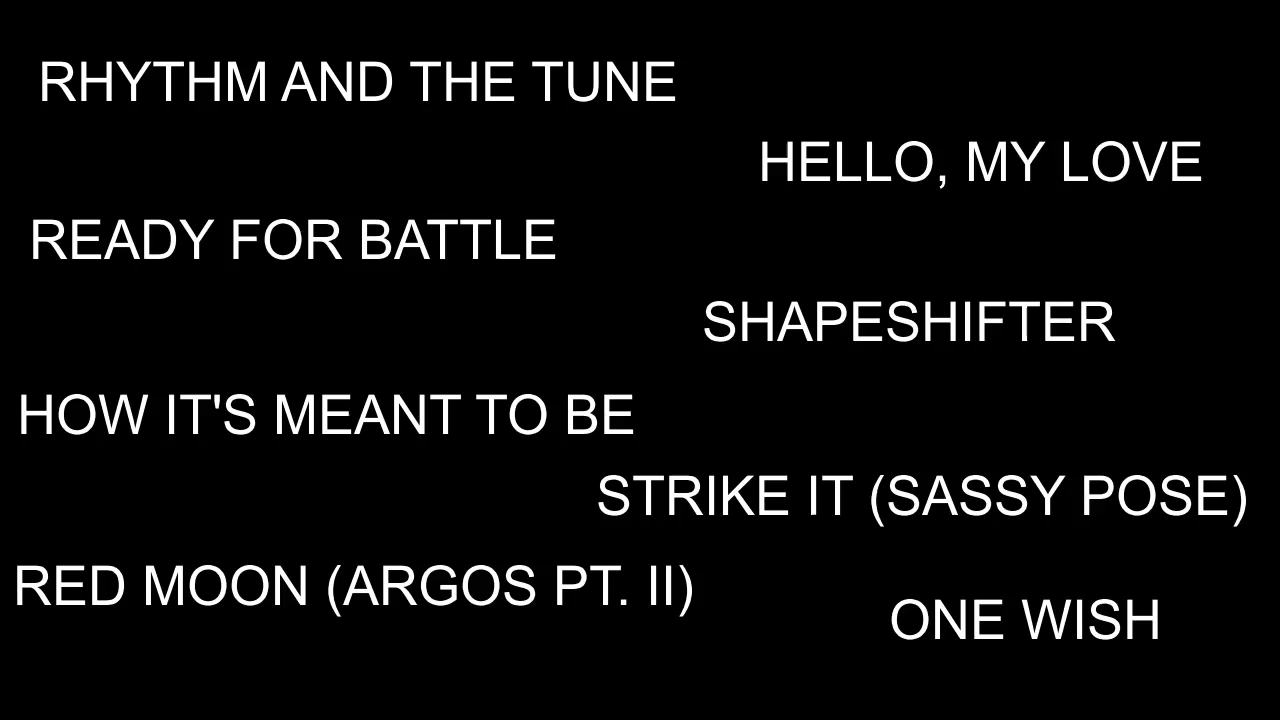 RHYTHM AND THE TUNE
HELLO, MY LOVE
READY FOR BATTLE
SHAPESHIFTER
HOW IT'S MEANT TO BE
STRIKE IT (SASSY POSE)
RED MOON (ARGOS PT. II)
ONE WISH